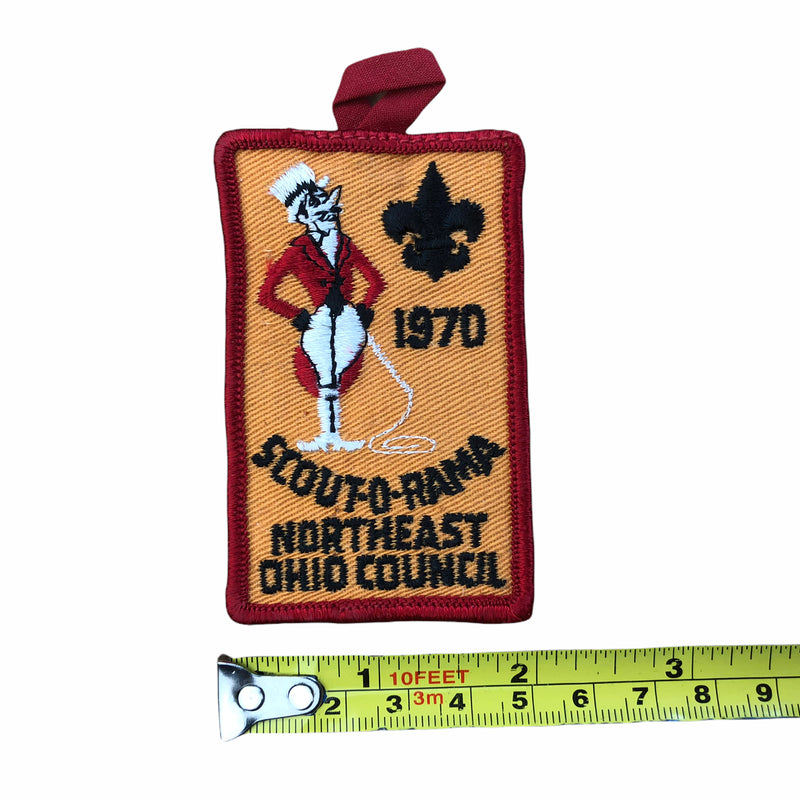 1970
SCOUT-O-RAMA
NORTHEAST
OHIO COUNCIL
1 10FEET 2 3
2 3 3m 4 5 6 7 8 9